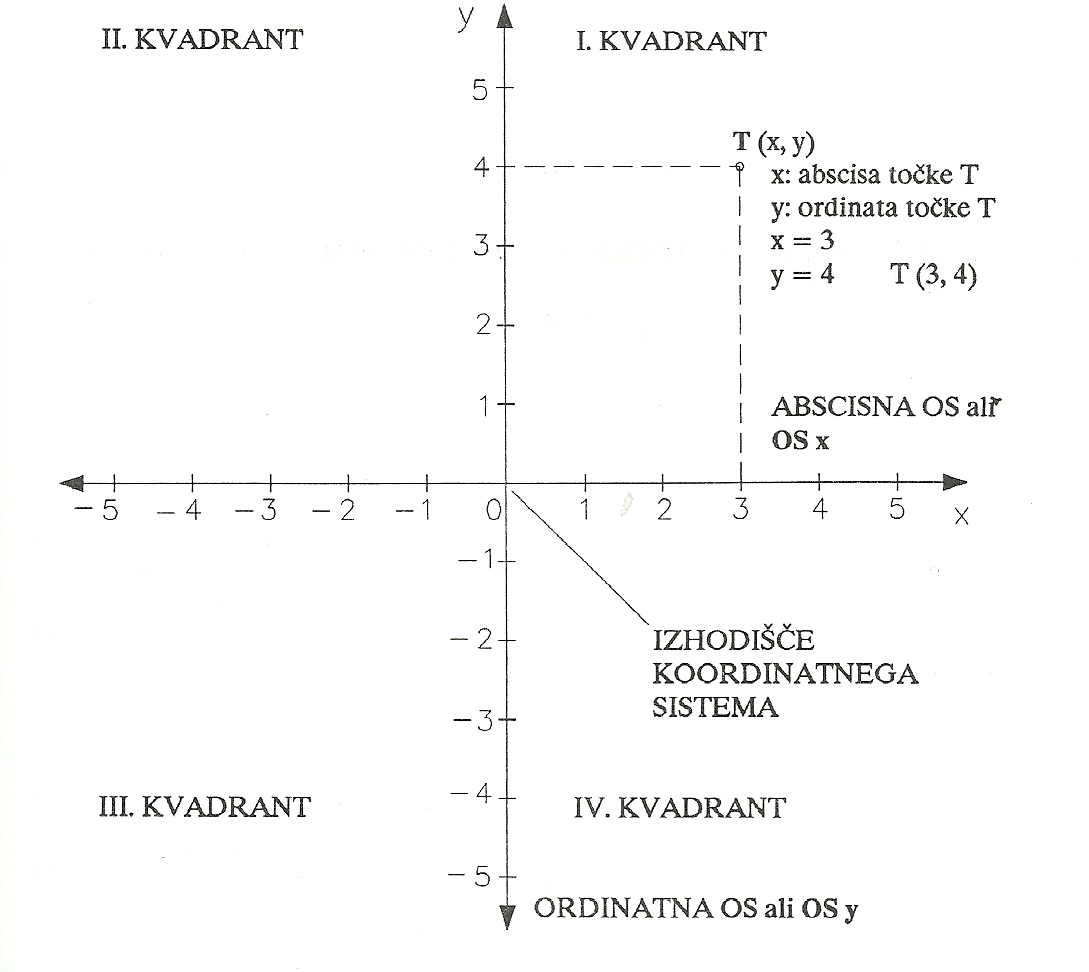 y
II. KVADRANT
I. KVADRANT
5
T (x, y)
4
x: abscisa točke T
y: ordinata točke T
3
x = 3
y = 4 T (3, 4)
2
1
ABSCISNA OS ali
OS x
-5 -4 -3 -2 -1 0 1 2 3 4 5 x
-1
-2
IZHODIŠČE
KOORDINATNEGA
SISTEMA
-3
-4
III. KVADRANT
IV. KVADRANT
-5
ORDINATNA OS ali OS y